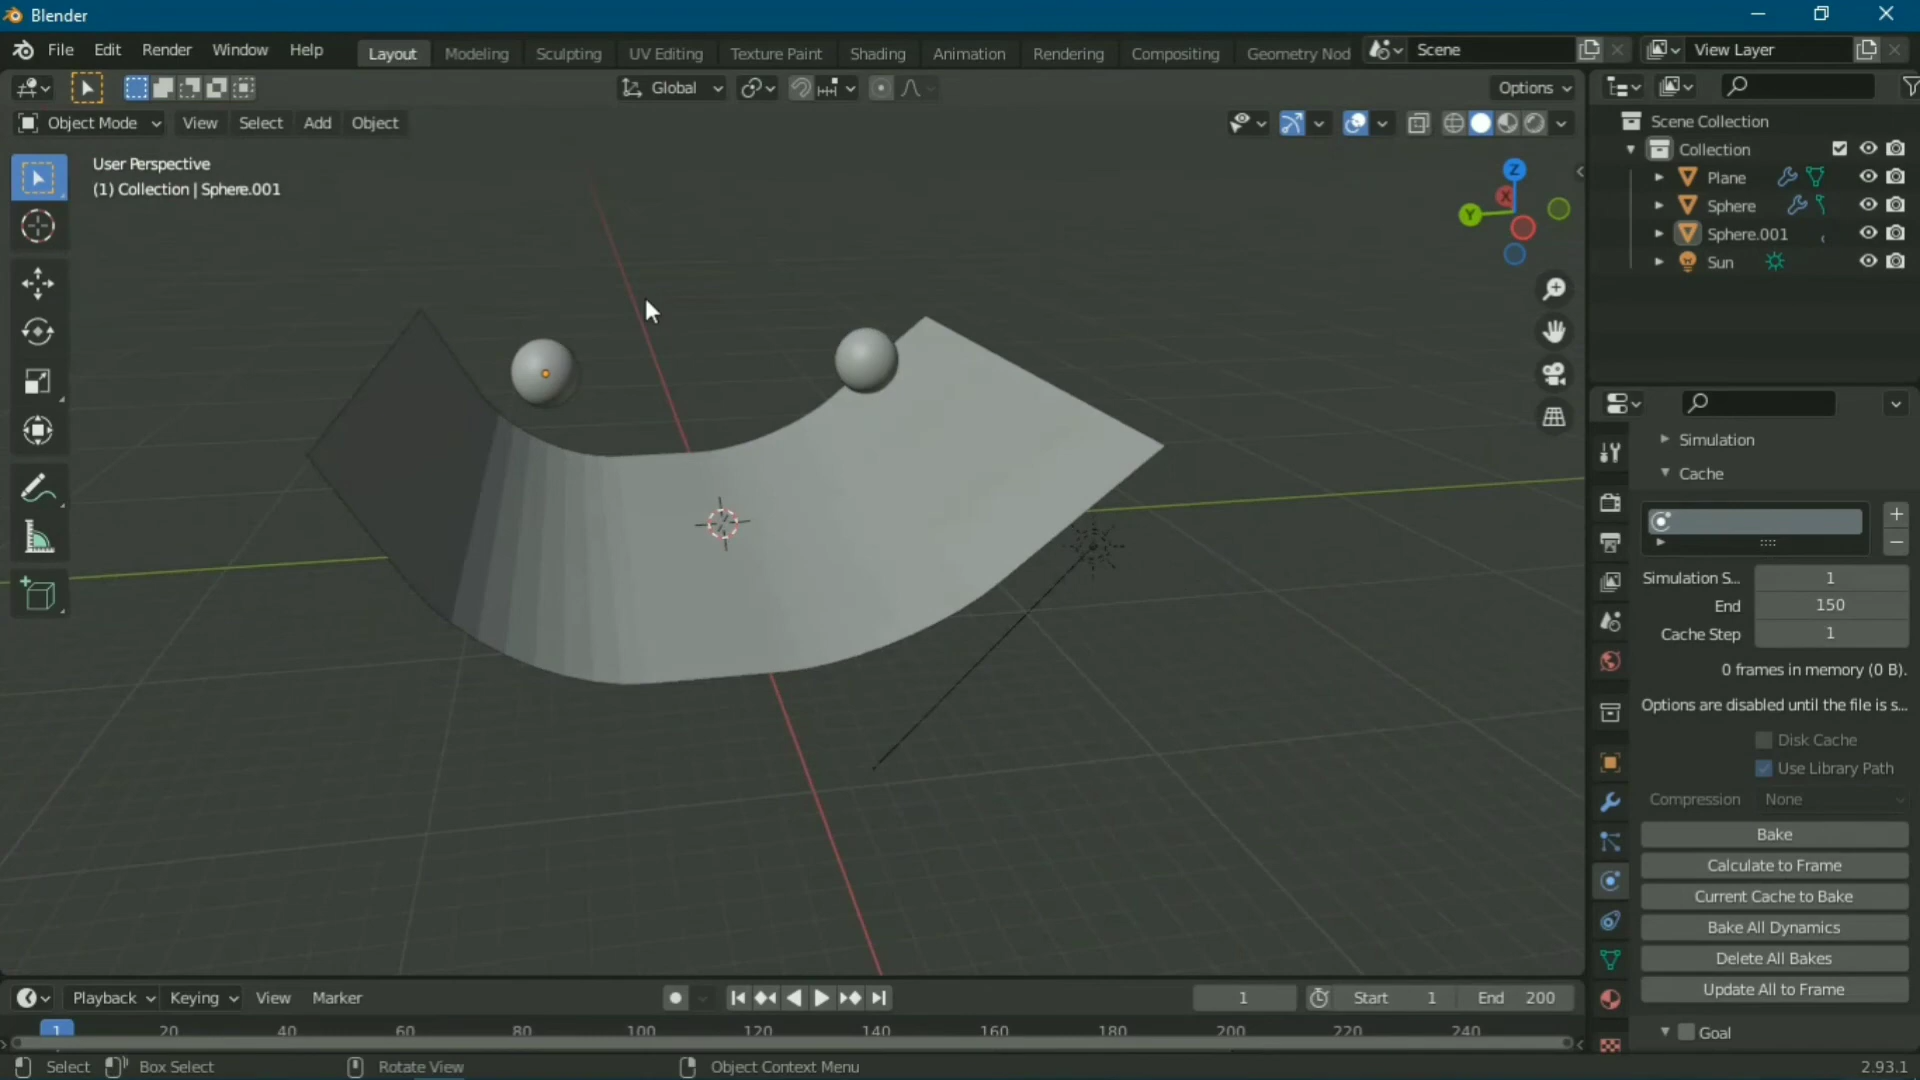 Blender
File Edit Render Window Help Layout Modeling Sculpting UV Editing Texture Paint Shading Animation Rendering Compositing Geometry Nod Scene View Layer
Global Options
Object Mode View Select Add Object
User Perspective
(1) Collection | Sphere.001
Z
X
Y
Scene Collection
Collection
Plane
Sphere
Sphere.001
Sun
Simulation
Cache
Simulation S... 1
End 150
Cache Step 1
0 frames in memory (0 B).
Options are disabled until the file is s...
Disk Cache
Use Library Path
Compression None
Bake
Calculate to Frame
Current Cache to Bake
Bake All Dynamics
Delete All Bakes
Update All to Frame
Goal
Playback Keying View Marker 1 Start 1 End 200
1 20 40 60 80 100 120 140 160 180 200 220 240
Select Box Select Rotate View Object Context Menu 2.93.1